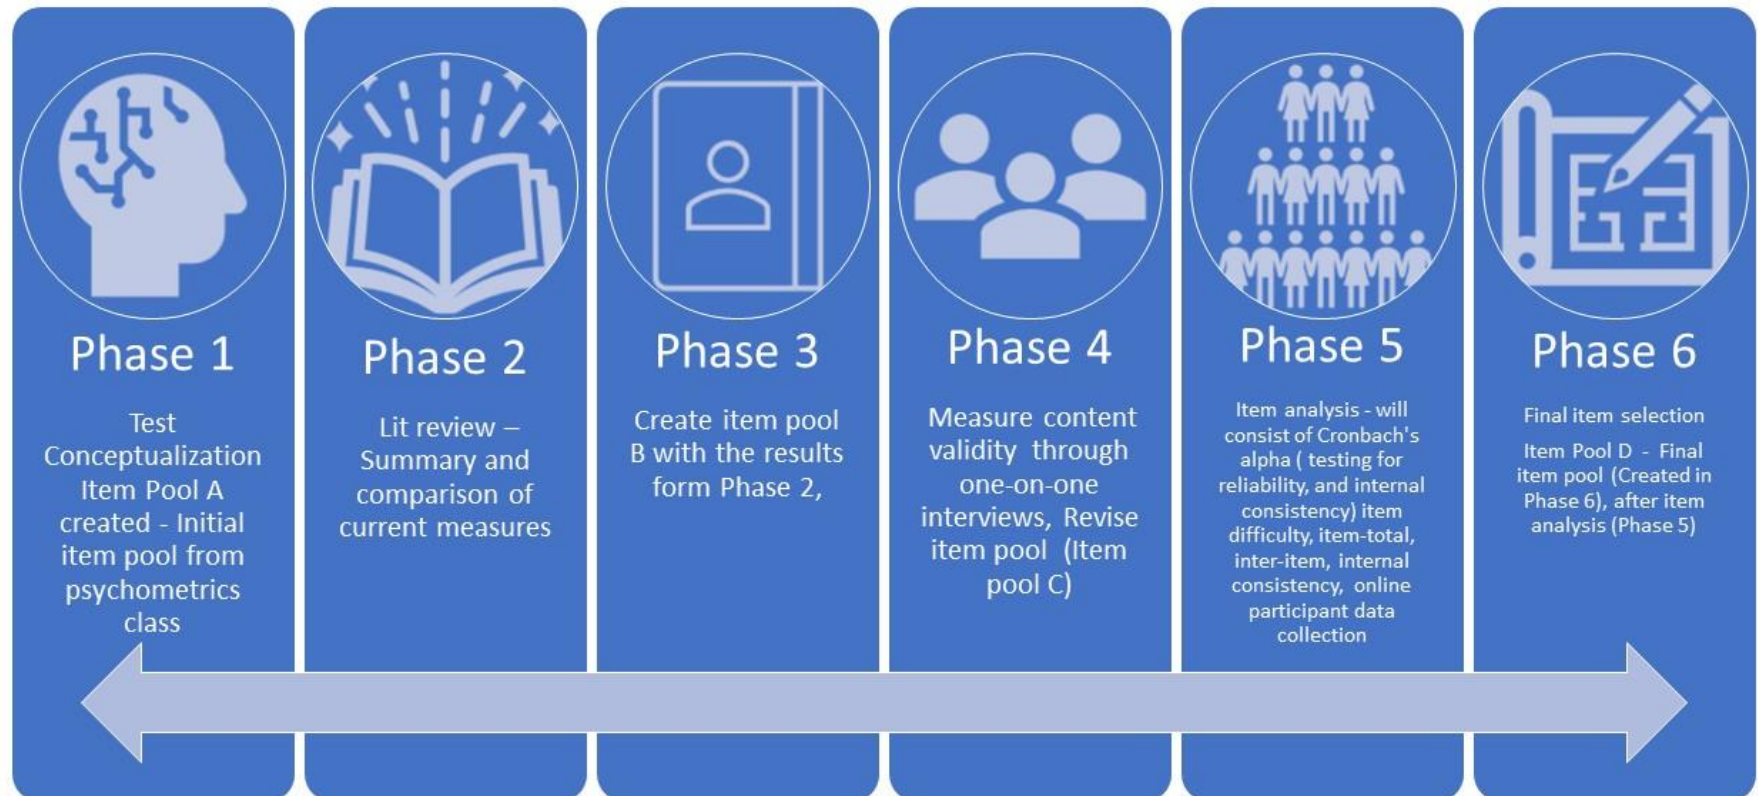 Phase 1
Test
Conceptualization
Item Pool A
created - Initial
item pool from
psychometrics
class
Phase 2
Lit review –
Summary and
comparison of
current measures
Phase 3
Create item pool
B with the results
form Phase 2,
Phase 4
Measure content
validity through
one-on-one
interviews, Revise
item pool (Item
pool C)
Phase 5
Item analysis - will
consist of Cronbach's
alpha ( testing for
reliability, and internal
consistency) item
difficulty, item-total,
inter-item, internal
consistency, online
participant data
collection
Phase 6
Final item selection
Item Pool D - Final
item pool (Created in
Phase 6), after item
analysis (Phase 5)